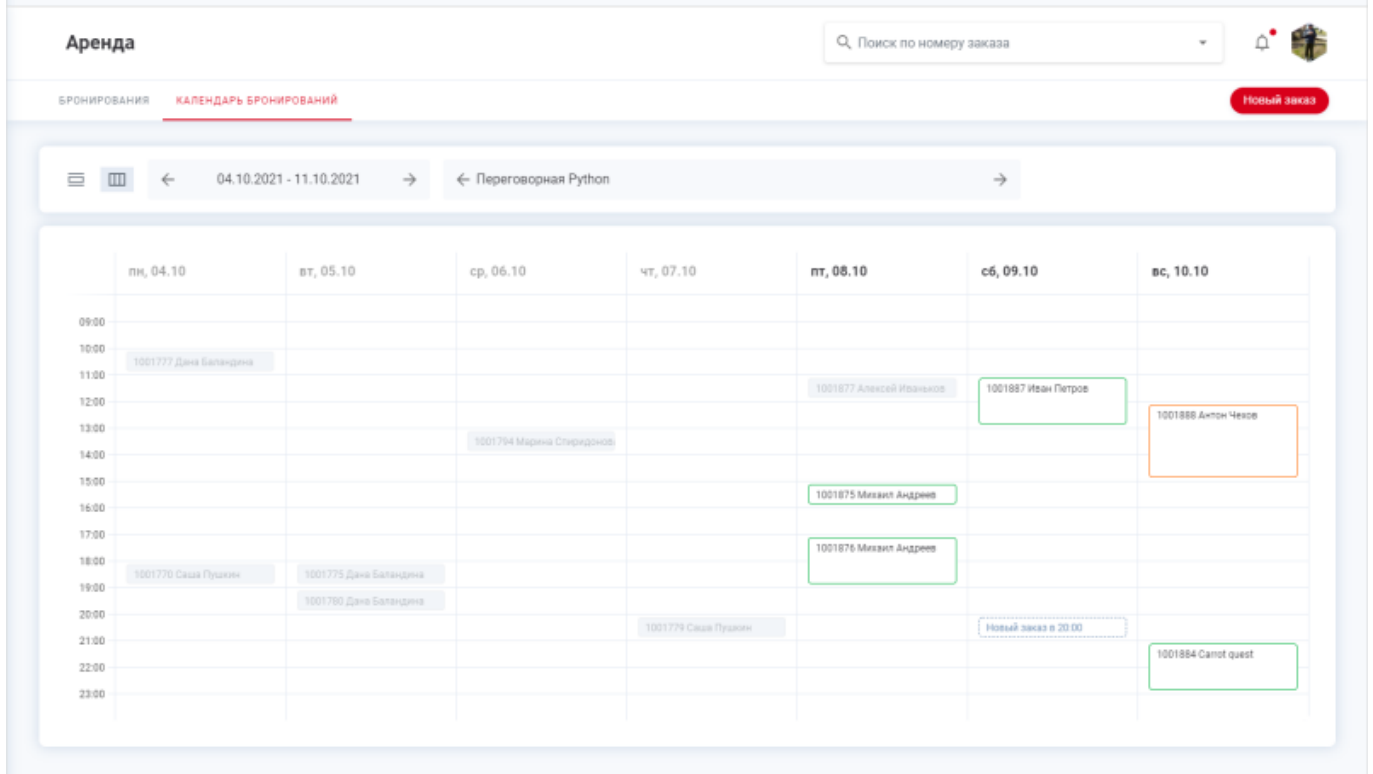 Аренда
Поиск по номеру заказа
БРОНИРОВАНИЯ КАЛЕНДАРЬ БРОНИРОВАНИЙ
Новый заказ
04.10.2021 - 11.10.2021
Переговорная Python
пн, 04.10 вт, 05.10 ср, 06.10 чт, 07.10 пт, 08.10 сб, 09.10 вс, 10.10
09:00
10:00
1001777 Дана Баландина
11:00
1001877 Алексей Иваньков
1001887 Иван Петров
12:00
1001888 Антон Чехов
13:00
1001794 Марина Спиридонова
14:00
15:00
1001875 Михаил Андреев
16:00
17:00
1001876 Михаил Андреев
18:00
1001770 Саша Пушкин
1001775 Дана Баландина
19:00
1001780 Дана Баландина
20:00
1001779 Саша Пушкин
Новый заказ в 20:00
21:00
1001884 Carrot quest
22:00
23:00